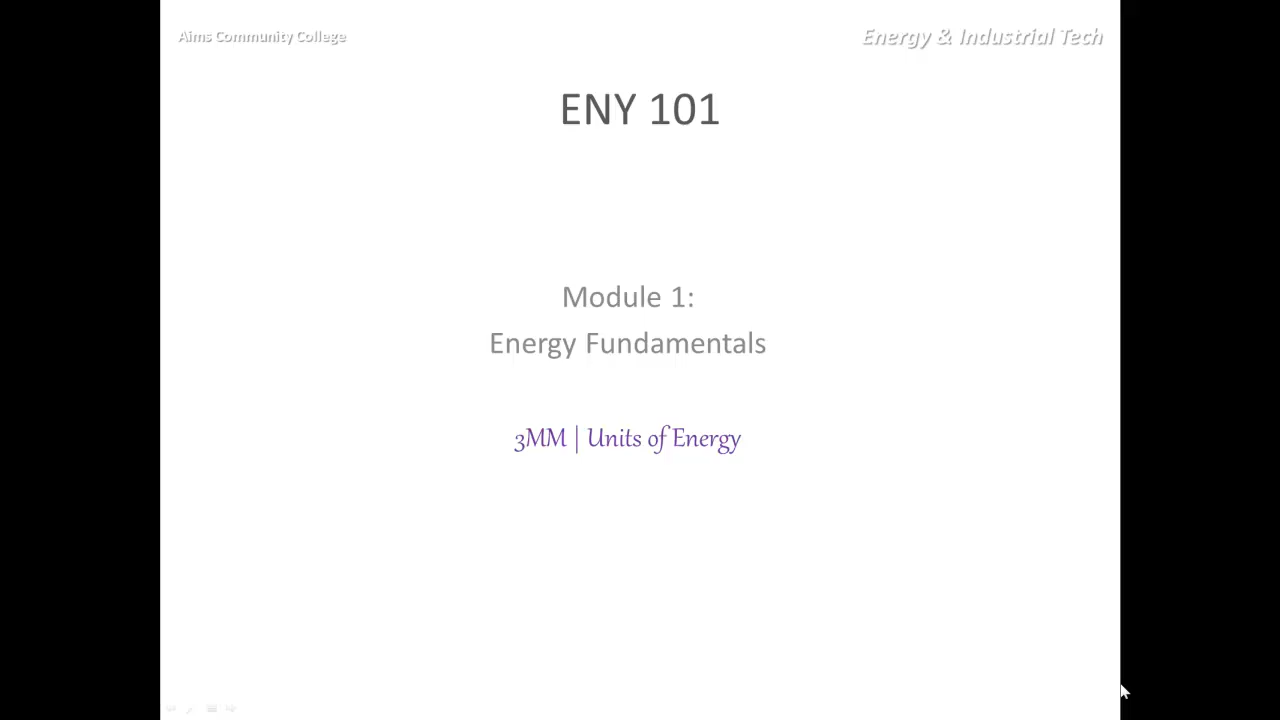 Aims Community College
Energy & Industrial Tech
ENY 101
Module 1:
Energy Fundamentals
3MM | Units of Energy